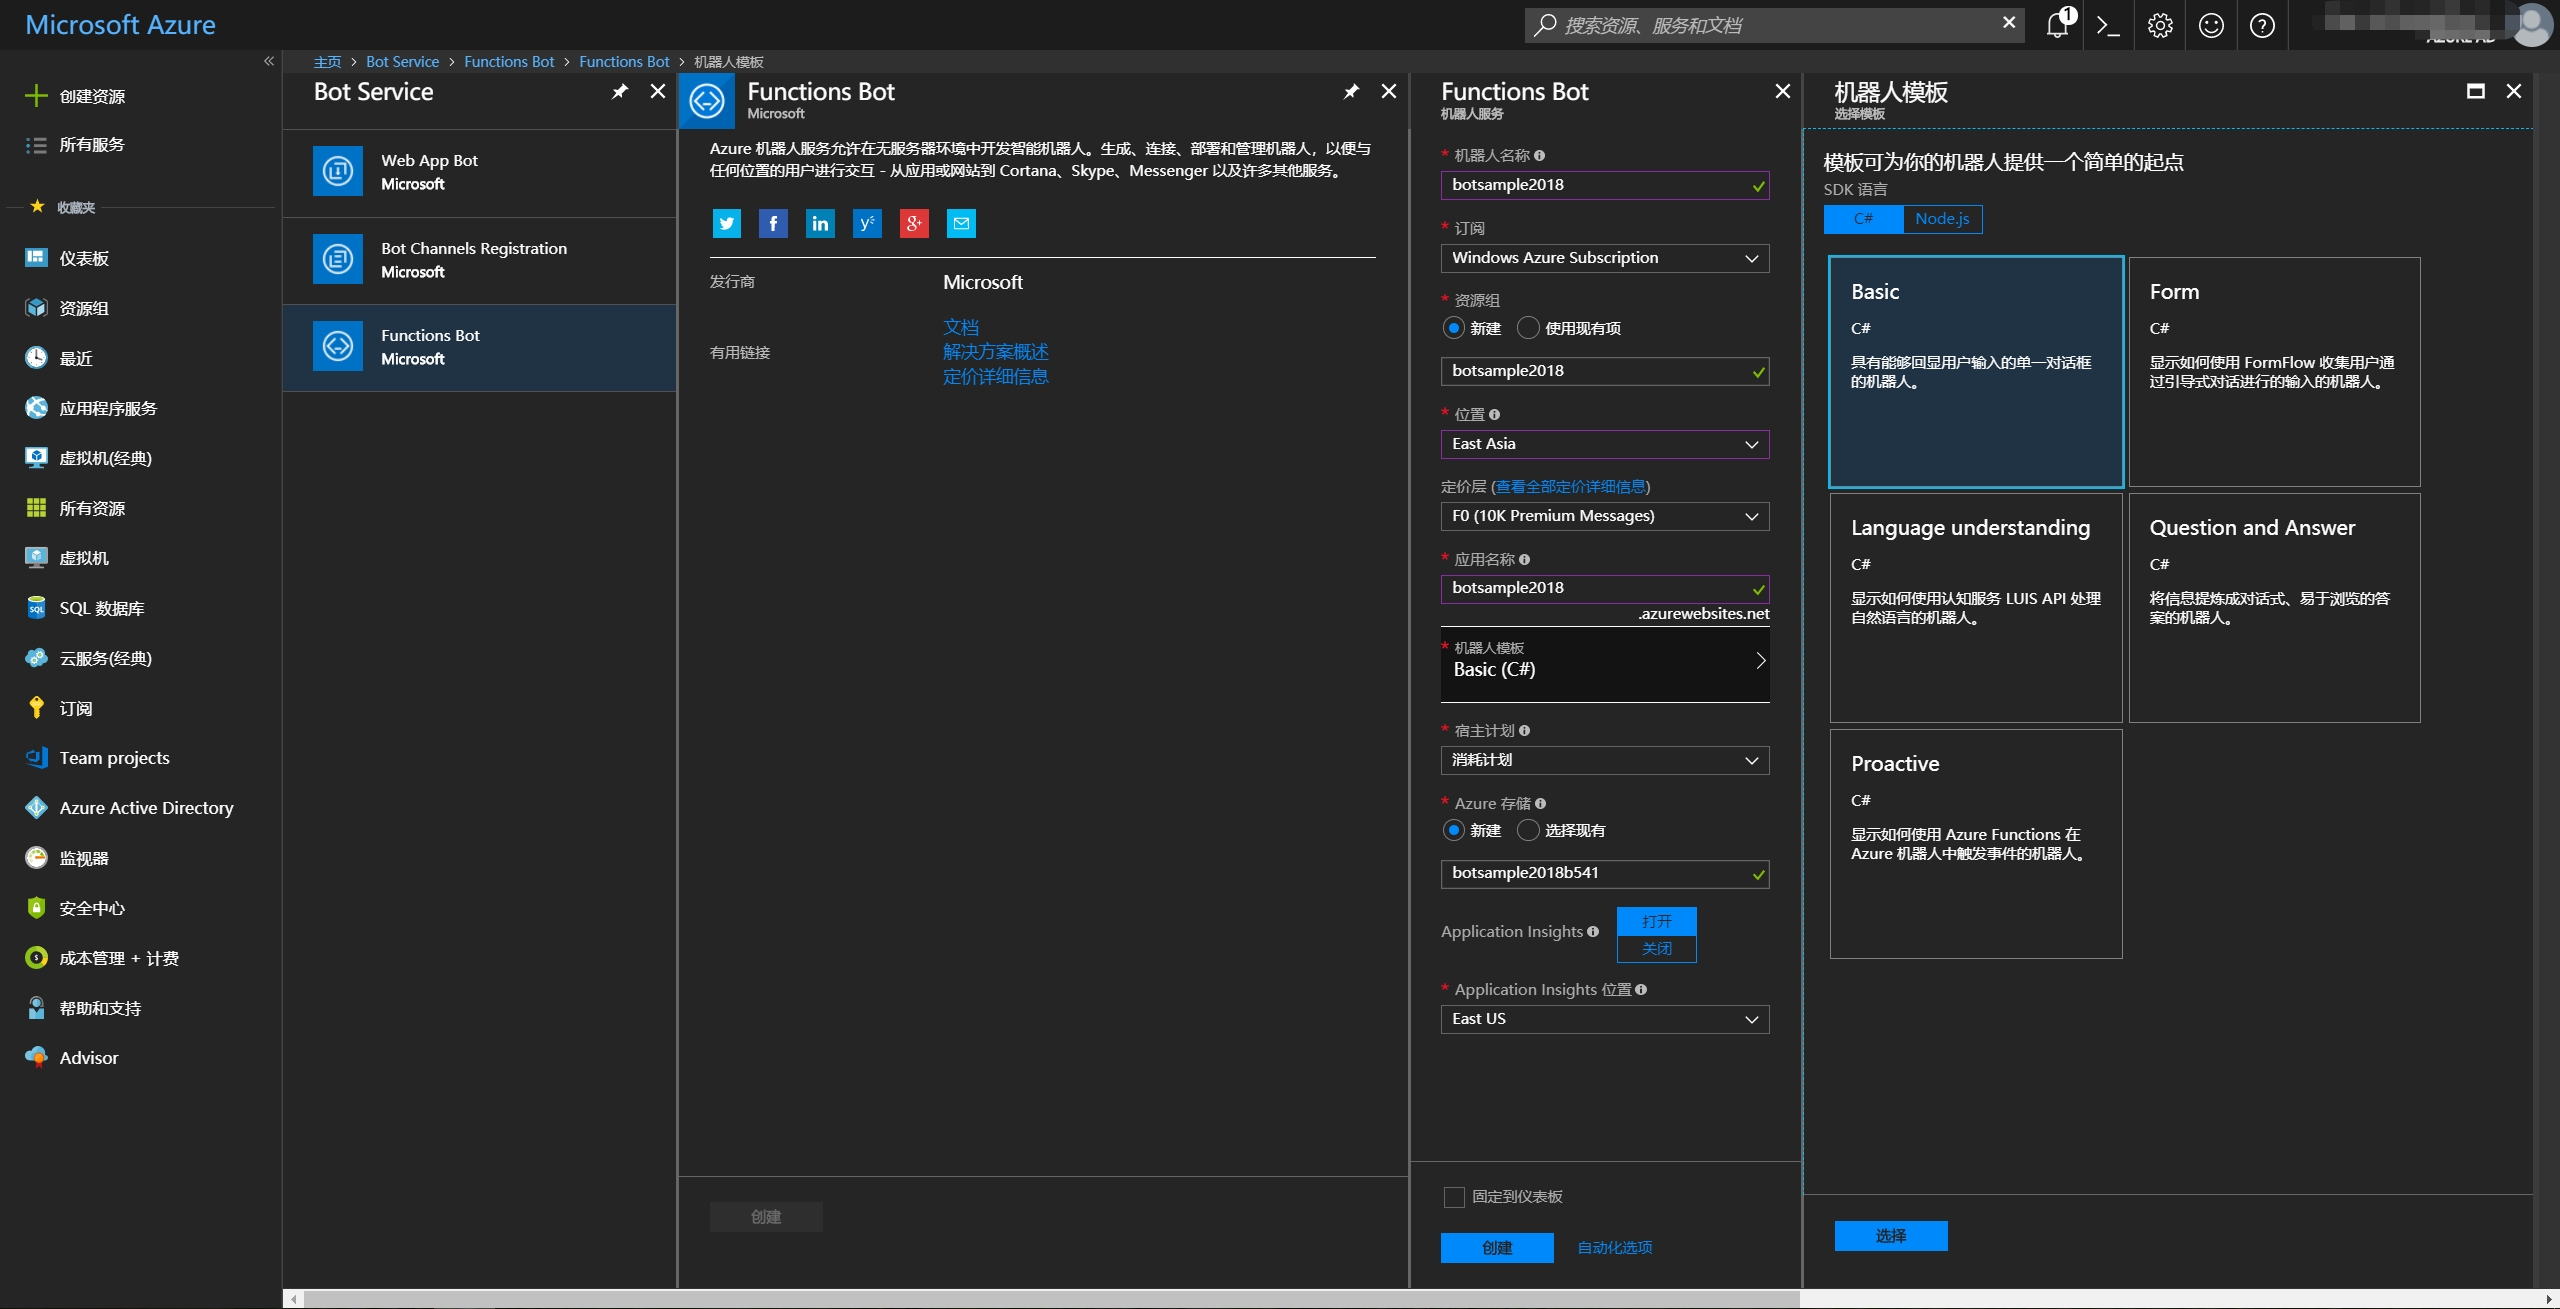 Microsoft Azure
搜索资源、服务和文档
1
主页 > Bot Service > Functions Bot > Functions Bot > 机器人模板
创建资源
所有服务
收藏夹
仪表板
资源组
最近
应用程序服务
虚拟机(经典)
所有资源
虚拟机
SQL 数据库
云服务(经典)
订阅
Team projects
Azure Active Directory
监视器
安全中心
成本管理 + 计费
帮助和支持
Advisor
Bot Service
Web App Bot
Microsoft
Bot Channels Registration
Microsoft
Functions Bot
Microsoft
Functions Bot
Microsoft
Azure 机器人服务允许在无服务器环境中开发智能机器人。生成、连接、部署和管理机器人，以便与
任何位置的用户进行交互 - 从应用或网站到 Cortana、Skype、Messenger 以及许多其他服务。
发行商
Microsoft
有用链接
文档
解决方案概述
定价详细信息
创建
Functions Bot
机器人服务
* 机器人名称
botsample2018
* 订阅
Windows Azure Subscription
* 资源组
新建 使用现有项
botsample2018
* 位置
East Asia
定价层 (查看全部定价详细信息)
F0 (10K Premium Messages)
* 应用名称
botsample2018
.azurewebsites.net
* 机器人模板
Basic (C#)
* 宿主计划
消耗计划
* Azure 存储
新建 选择现有
botsample2018b541
Application Insights
打开
关闭
* Application Insights 位置
East US
固定到仪表板
创建
自动化选项
机器人模板
选择模板
模板可为你的机器人提供一个简单的起点
SDK 语言
C# Node.js
Basic
C#
具有能够回显用户输入的单一对话框
的机器人。
Form
C#
显示如何使用 FormFlow 收集用户通
过引导式对话进行的输入的机器人。
Language understanding
C#
显示如何使用认知服务 LUIS API 处理
自然语言的机器人。
Question and Answer
C#
将信息提炼成对话式、易于浏览的答
案的机器人。
Proactive
C#
显示如何使用 Azure Functions 在
Azure 机器人中触发事件的机器人。
选择